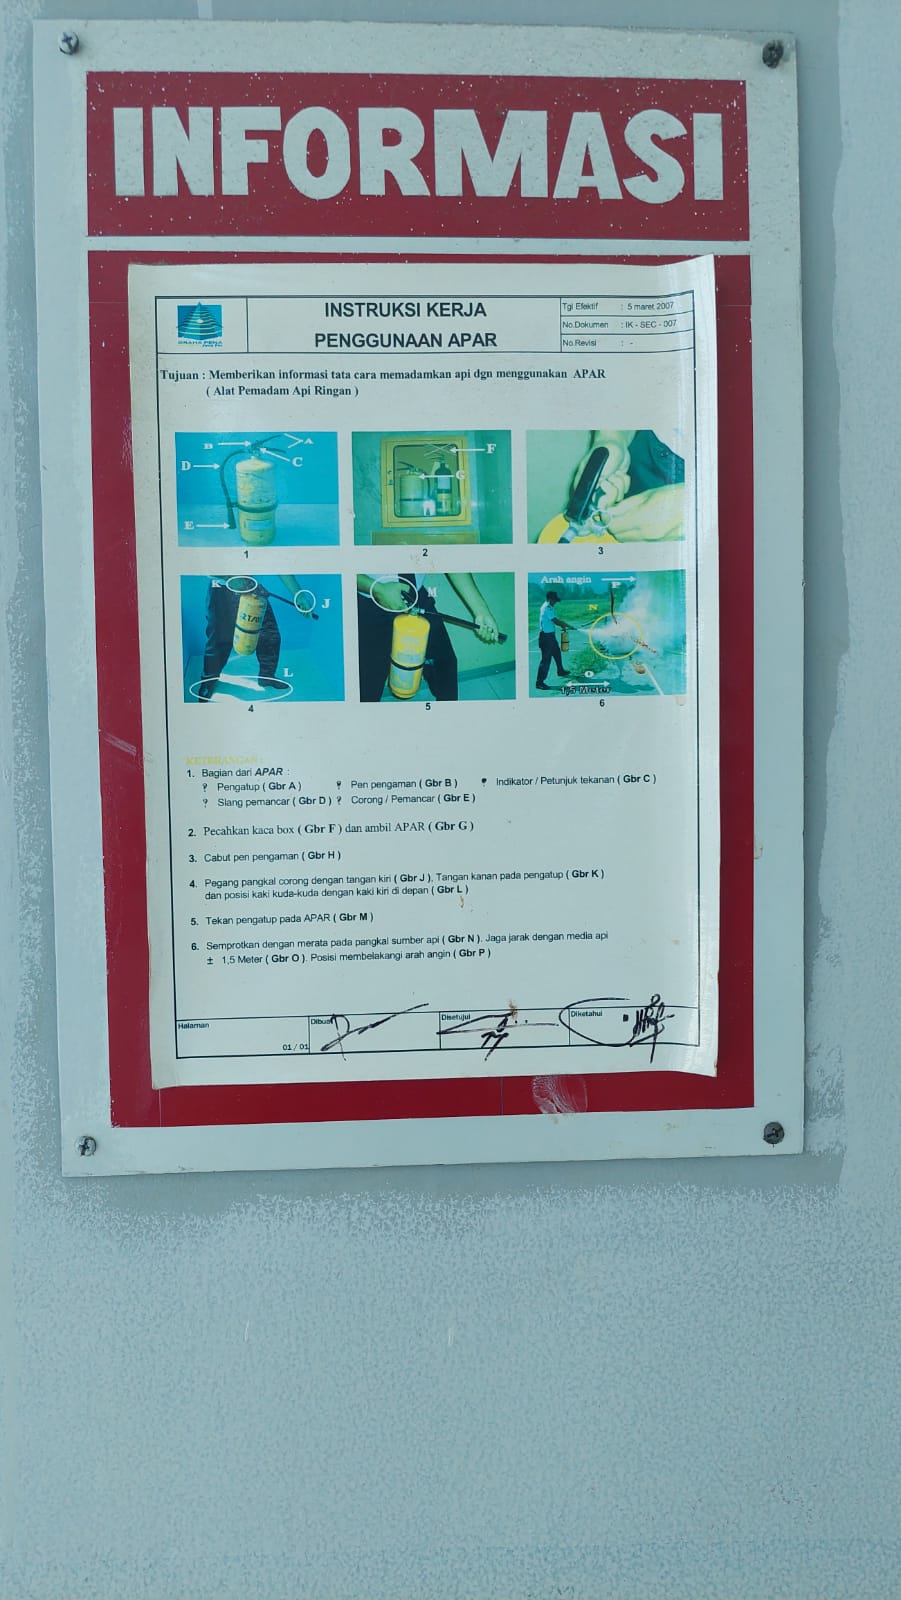 INFORMASI
INSTRUKSI KERJA
PENGGUNAAN APAR
Tgl Efektif : 5 maret 2007
No.Dokumen : IK - SEC - 007
No.Revisi : -
GRAHA PENA
Tujuan : Memberikan informasi tata cara memadamkan api dgn menggunakan APAR
( Alat Pemadam Api Ringan )
A
B
C
D
E
1
F
G
2
3
K
J
L
4
M
5
Arah angin
P
N
O
1,5 Meter
6
KETERANGAN :
1. Bagian dari APAR :
? Pengatup ( Gbr A ) ? Pen pengaman ( Gbr B ) Indikator / Petunjuk tekanan ( Gbr C )
? Slang pemancar ( Gbr D ) ? Corong / Pemancar ( Gbr E )
2. Pecahkan kaca box ( Gbr F ) dan ambil APAR ( Gbr G )
3. Cabut pen pengaman ( Gbr H )
4. Pegang pangkal corong dengan tangan kiri ( Gbr J ). Tangan kanan pada pengatup ( Gbr K )
dan posisi kaki kuda-kuda dengan kaki kiri di depan ( Gbr L )
5. Tekan pengatup pada APAR ( Gbr M )
6. Semprotkan dengan merata pada pangkal sumber api ( Gbr N ). Jaga jarak dengan media api
± 1,5 Meter ( Gbr O ). Posisi membelakangi arah angin ( Gbr P )
Halaman
01 / 01
Dibuat
Disetujui
Diketahui